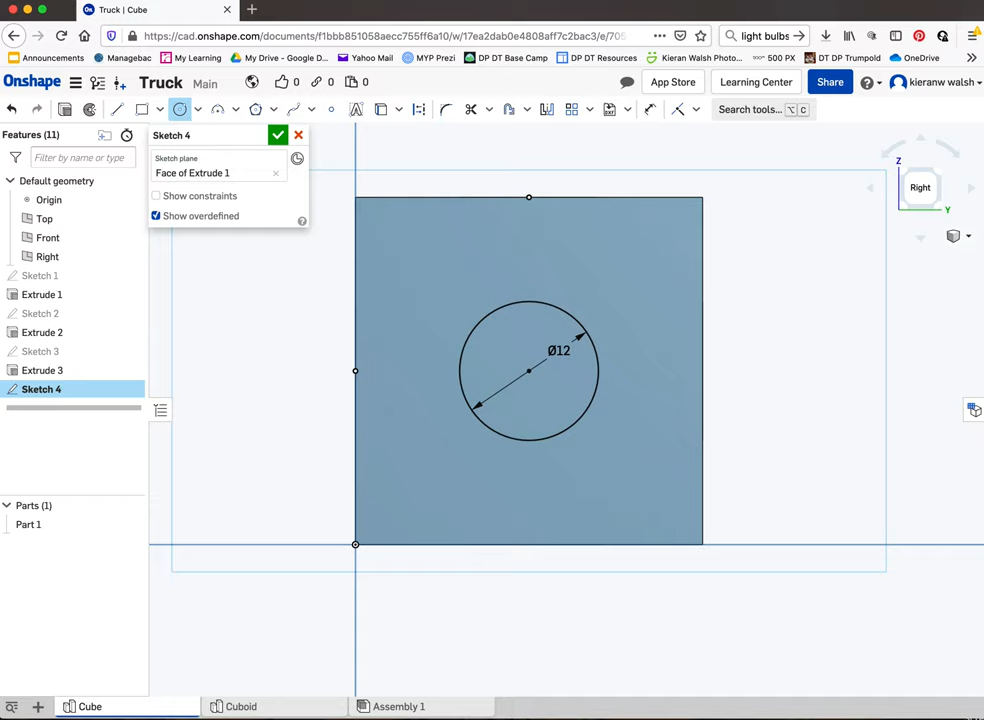 Truck | Cube
https://cad.onshape.com/documents/f1bbb851058aecc755ff6a10/w/17ea2dab0e4808aff7c2bac3/e/705
light bulbs
Announcements Managebac My Learning My Drive - Google D... DP DT Base Camp Yahoo Mail MYP Prezi DP DT Resources Kieran Walsh Photo... 500 PX DT DP Trumpold OneDrive
Onshape Truck Main 0 0 0 App Store Learning Center Share kieranw walsh
Search tools... ⌥ C
Features (11)
Filter by name or type
Default geometry
Origin
Top
Front
Right
Sketch 1
Extrude 1
Sketch 2
Extrude 2
Sketch 3
Extrude 3
Sketch 4
Parts (1)
Part 1
Sketch 4
Sketch plane
Face of Extrude 1
Show constraints
Show overdefined
Ø12
Z
Right
Y
Cube Cuboid Assembly 1